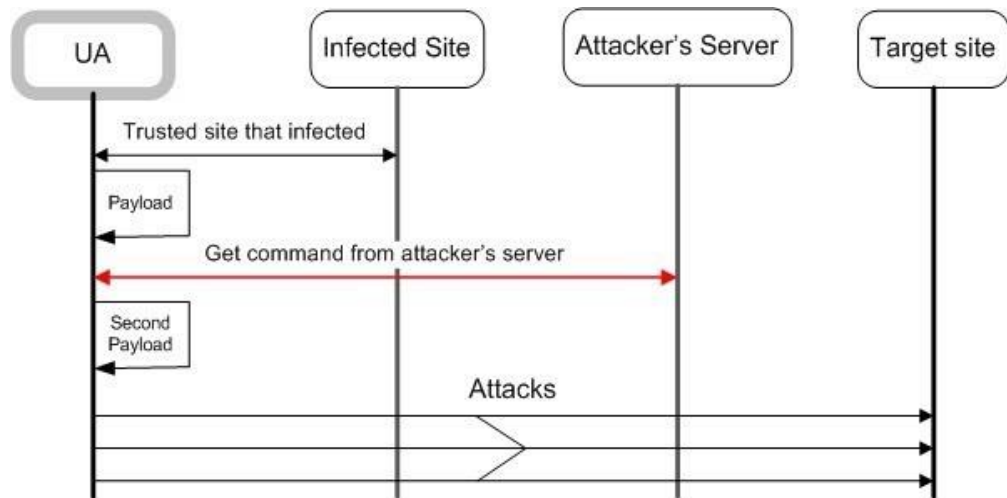 UA
Infected Site
Attacker's Server
Target site
Trusted site that infected
Payload
Get command from attacker's server
Second
Payload
Attacks